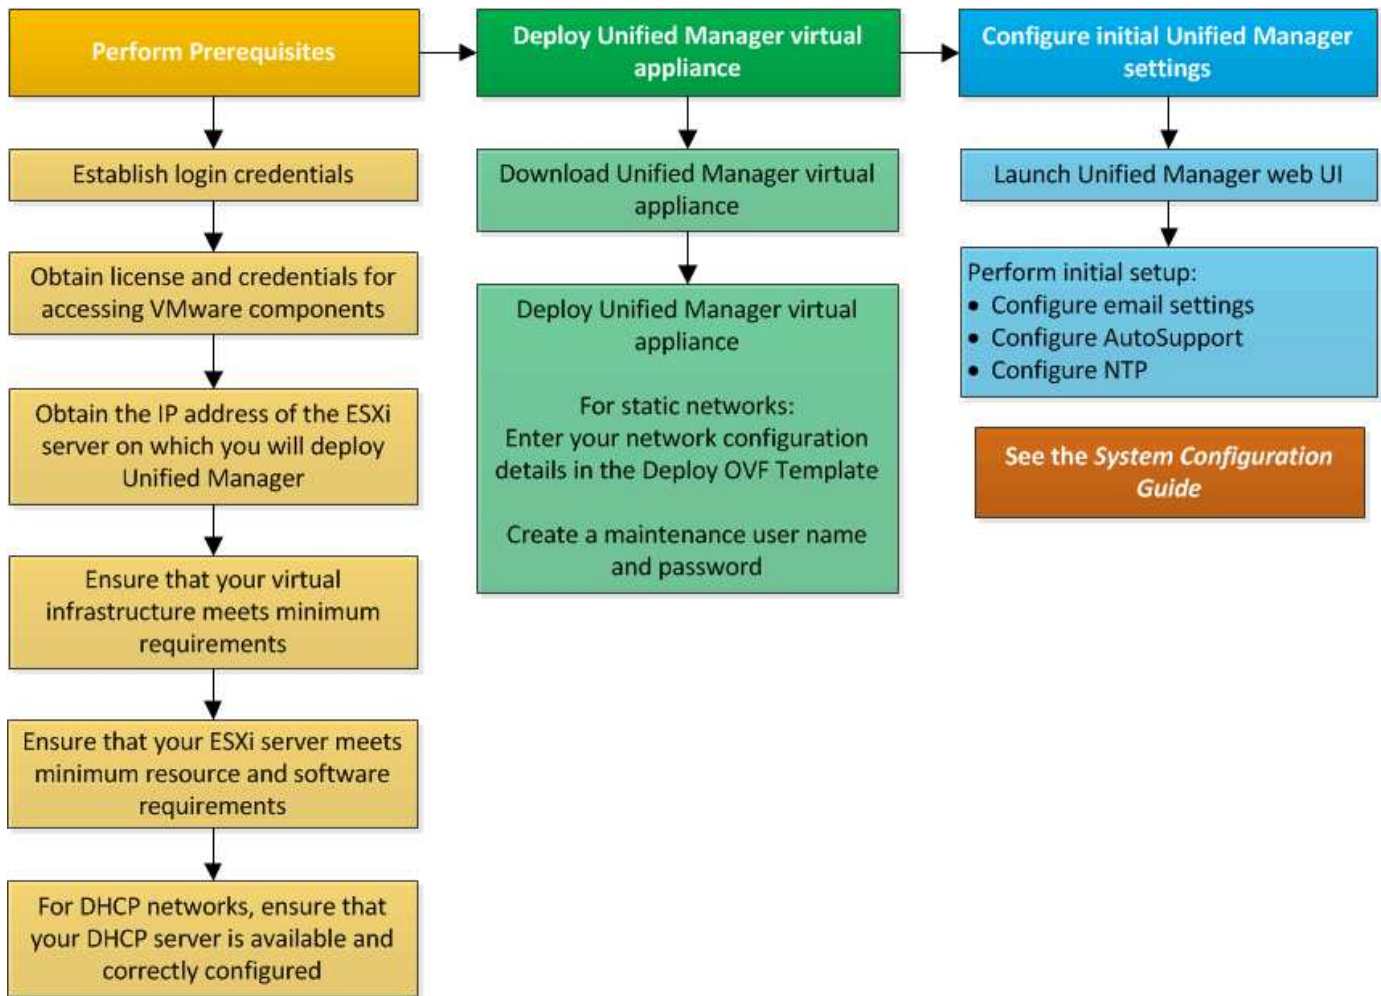 Perform Prerequisites
Establish login credentials
Obtain license and credentials for
accessing VMware components
Obtain the IP address of the ESXi
server on which you will deploy
Unified Manager
Ensure that your virtual
infrastructure meets minimum
requirements
Ensure that your ESXi server meets
minimum resource and software
requirements
For DHCP networks, ensure that
your DHCP server is available and
correctly configured
Deploy Unified Manager virtual
appliance
Download Unified Manager virtual
appliance
Deploy Unified Manager virtual
appliance
For static networks:
Enter your network configuration
details in the Deploy OVF Template
Create a maintenance user name
and password
Configure initial Unified Manager
settings
Launch Unified Manager web UI
Perform initial setup:
• Configure email settings
• Configure AutoSupport
• Configure NTP
See the System Configuration
Guide